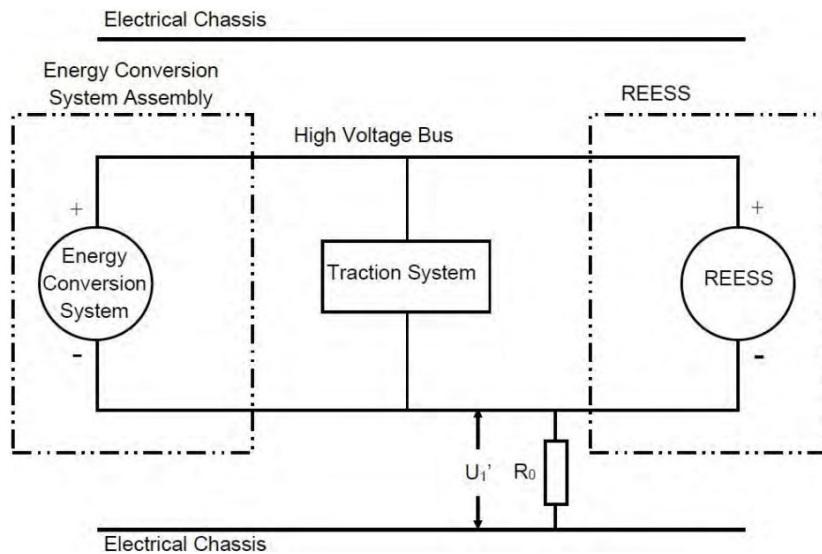 Electrical Chassis
Energy Conversion
System Assembly
REESS
High Voltage Bus
+
+
Energy
Conversion
System
Traction System
REESS
-
-
U₁’
R₀
Electrical Chassis